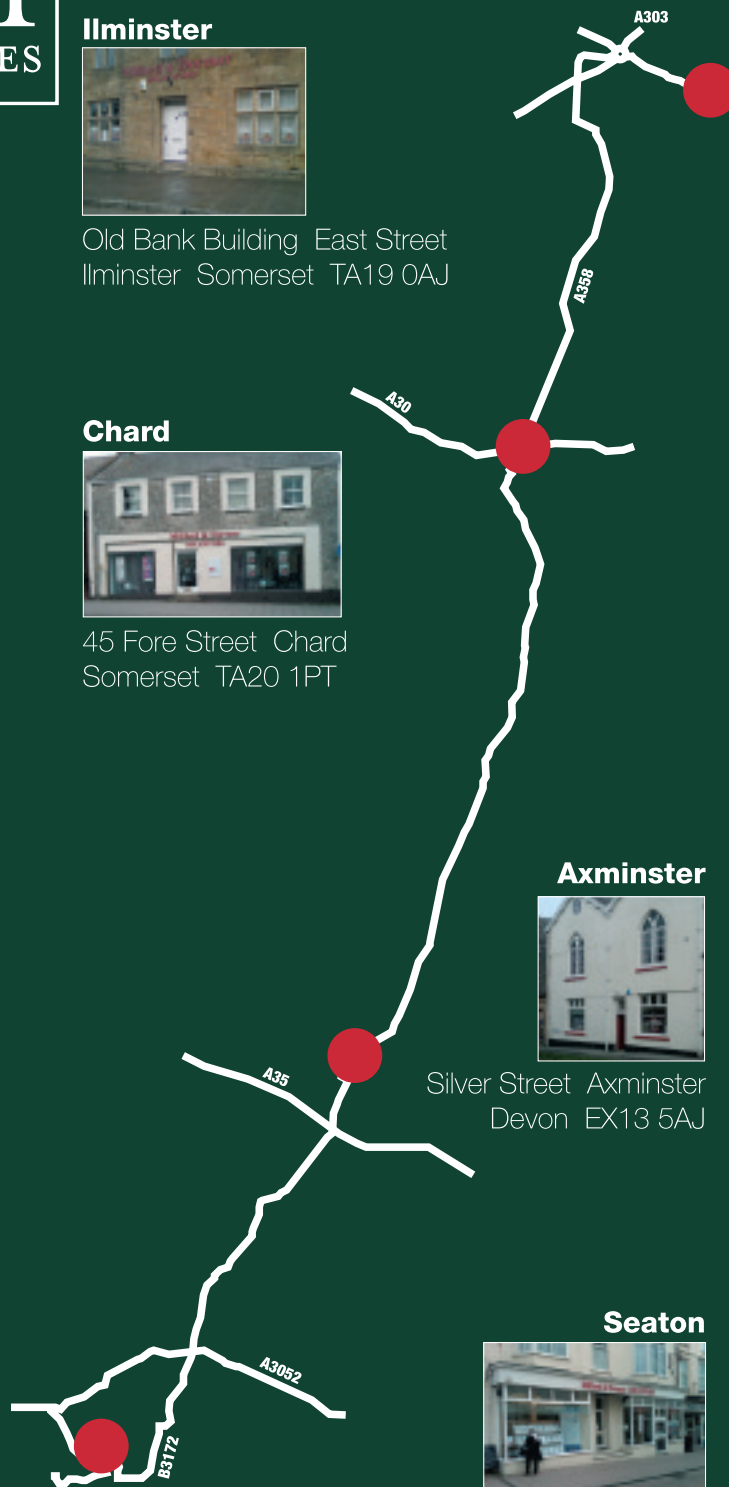 ES
Ilminster
A303
Old Bank Building East Street
Ilminster Somerset TA19 0AJ
A358
A30
Chard
45 Fore Street Chard
Somerset TA20 1PT
Axminster
A35
Silver Street Axminster
Devon EX13 5AJ
Seaton
A3052
B3172